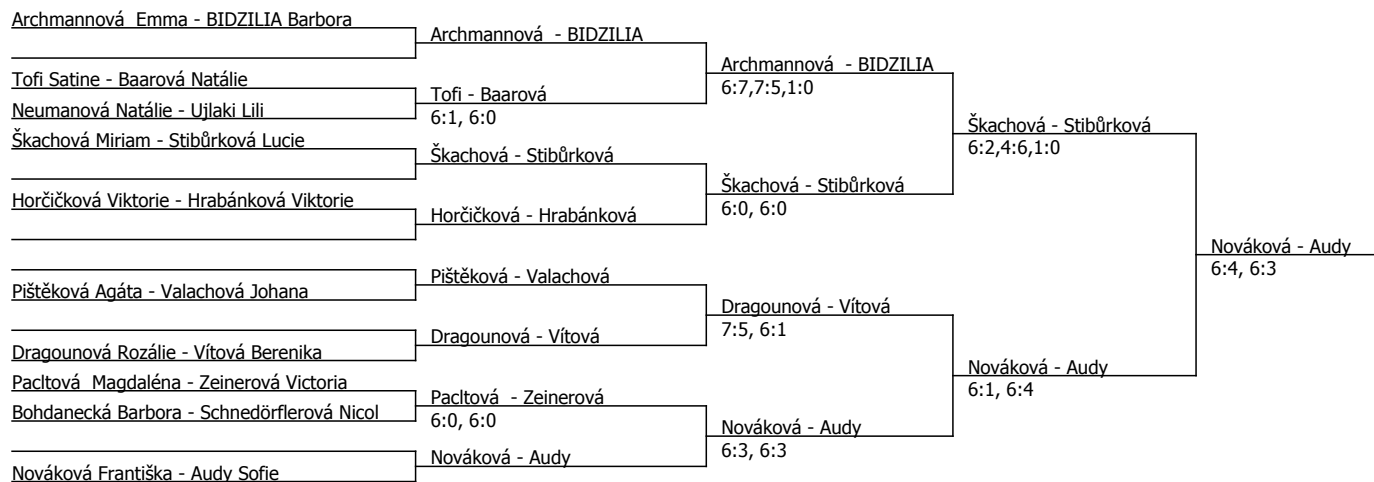 Archmannová  Emma - BIDZILIA Barbora
Archmannová  - BIDZILIA
Archmannová  - BIDZILIA
6:7,7:5,1:0
Tofi Satine - Baarová Natálie
Tofi - Baarová
6:1, 6:0
Neumanová Natálie - Ujlaki Lili
Škachová - Stibůrková
6:2,4:6,1:0
Škachová Miriam - Stibůrková Lucie
Škachová - Stibůrková
Škachová - Stibůrková
6:0, 6:0
Horčičková Viktorie - Hrabánková Viktorie
Horčičková - Hrabánková
Nováková - Audy
6:4, 6:3
Pištěková - Valachová
Pištěková Agáta - Valachová Johana
Dragounová - Vítová
7:5, 6:1
Dragounová - Vítová
Dragounová Rozálie - Vítová Berenika
Nováková - Audy
6:1, 6:4
Pacltová  Magdaléna - Zeinerová Victoria
Pacltová  - Zeinerová
6:0, 6:0
Bohdanecká Barbora - Schnedörflerová Nicol
Nováková - Audy
6:3, 6:3
Nováková - Audy
Nováková Františka - Audy Sofie